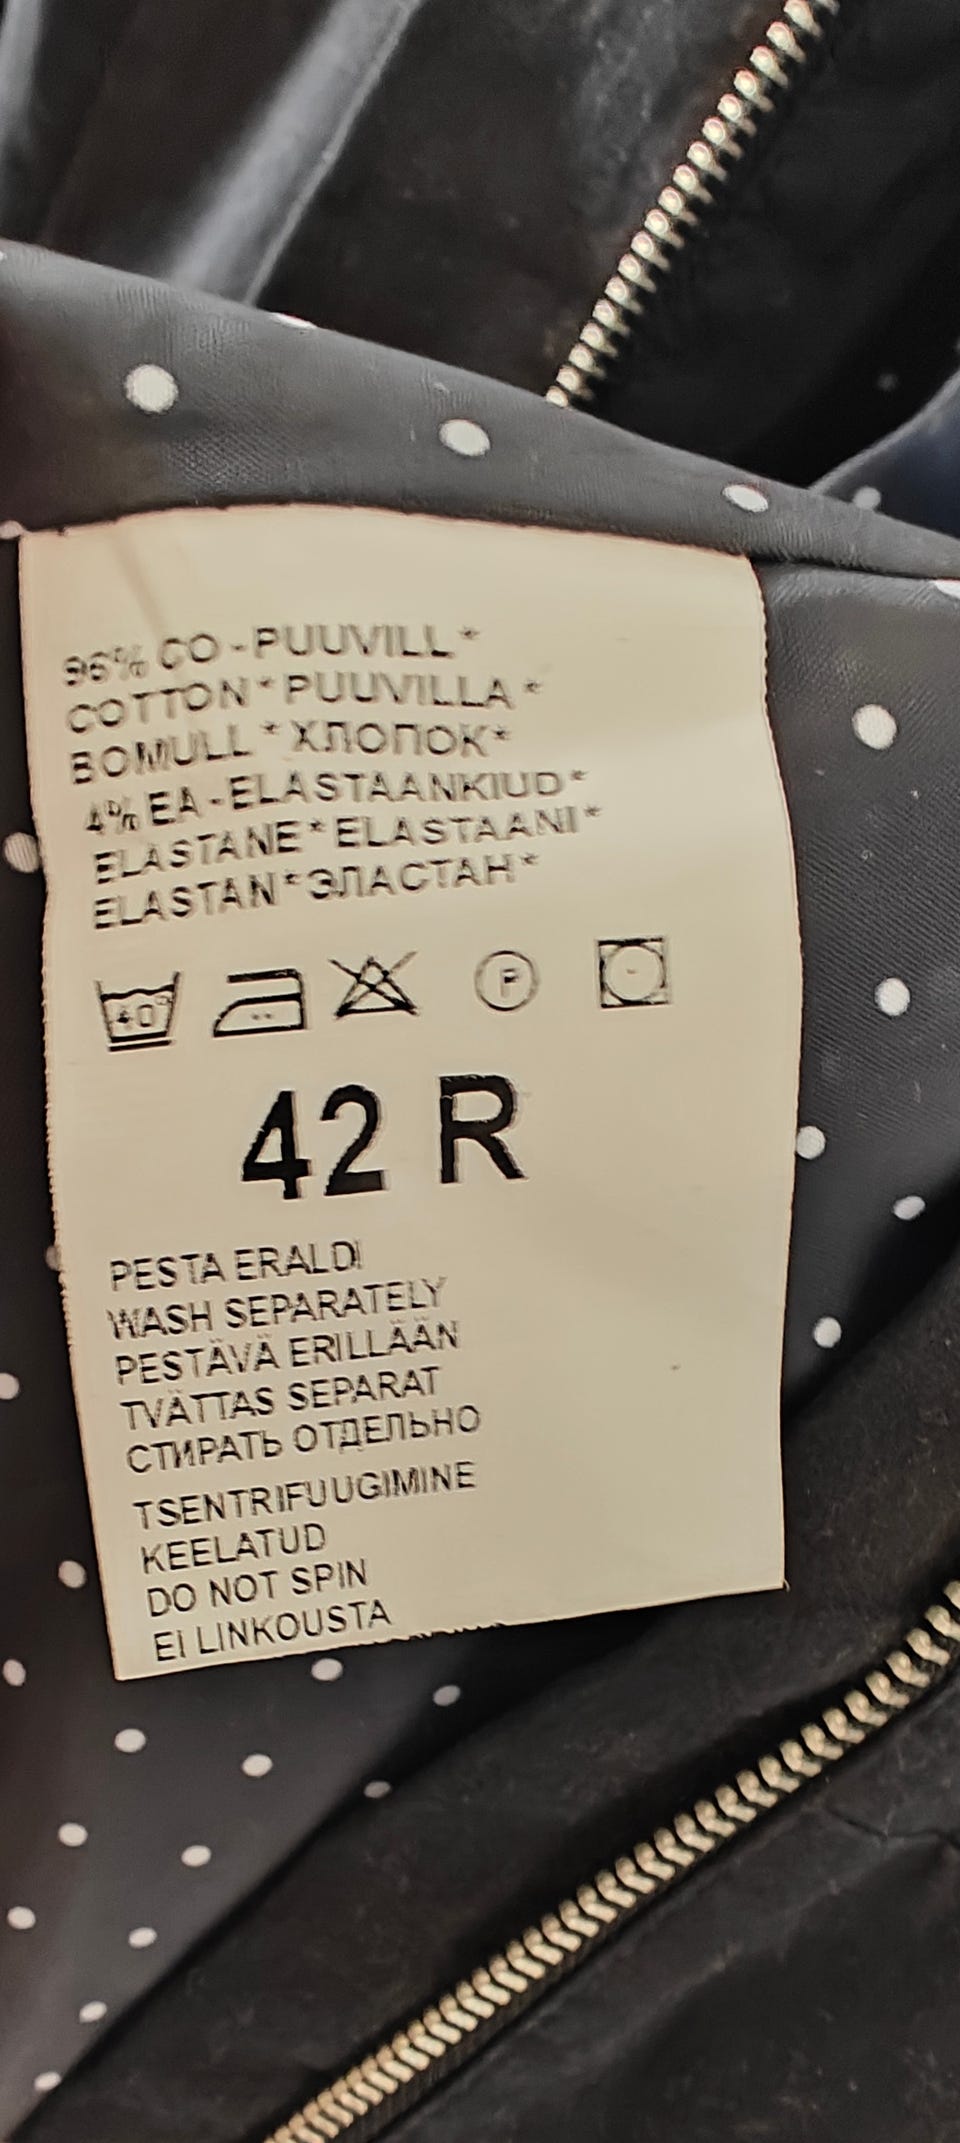 96% CO - PUUVILL *
COTTON * PUUVILLA *
BOMULL * ХЛОПОК *
4% EA - ELASTAANKIUD *
ELASTANE * ELASTAANI *
ELASTAN * ЭЛАСТАН *
40° P
42 R
PESTA ERALDI
WASH SEPARATELY
PESTÄVÄ ERILLÄÄN
TVÄTTAS SEPARAT
СТИРАТЬ ОТДЕЛЬНО
TSENTRIFUUGIMINE
KEELATUD
DO NOT SPIN
EI LINKOUSTA